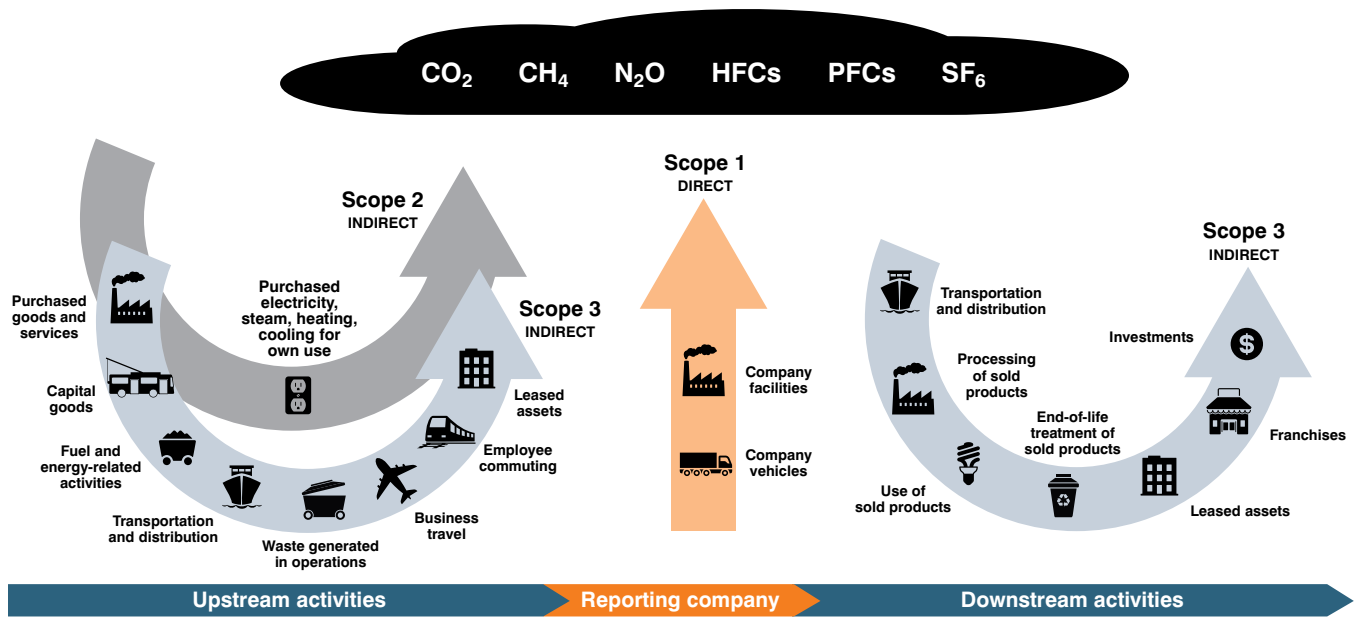 CO₂ CH₄ N₂O HFCs PFCs SF₆
Scope 2
INDIRECT
Purchased
electricity,
steam, heating,
cooling for
own use
Scope 3
INDIRECT
Purchased
goods and
services
Capital
goods
Fuel and
energy-related
activities
Transportation
and distribution
Waste generated
in operations
Business
travel
Employee
commuting
Leased
assets
Scope 1
DIRECT
Company
facilities
Company
vehicles
Scope 3
INDIRECT
Transportation
and distribution
Processing
of sold
products
Use of
sold products
End-of-life
treatment of
sold products
Leased assets
Franchises
Investments
$
Upstream activities
Reporting company
Downstream activities